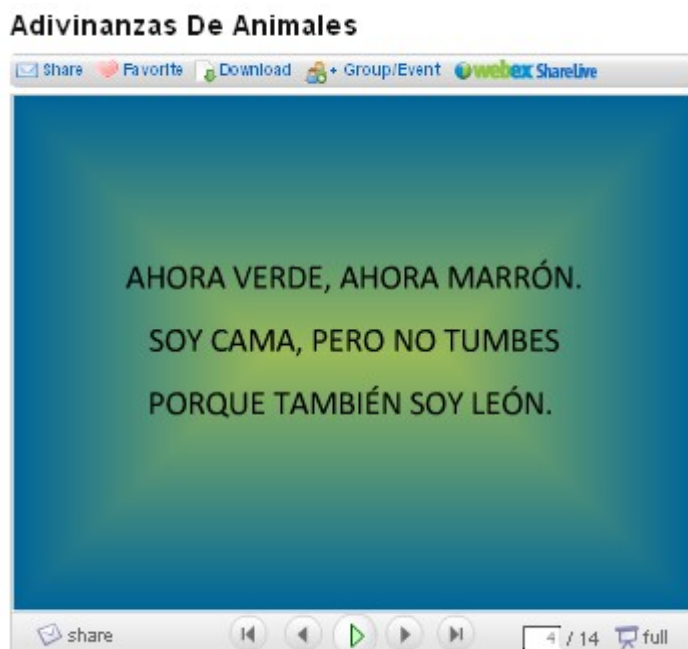 Adivinanzas De Animales
Share Favorite Download + Group/Event webex ShareLive
AHORA VERDE, AHORA MARRÓN.
SOY CAMA, PERO NO TUMBES
PORQUE TAMBIÉN SOY LEÓN.
share 4 / 14 full